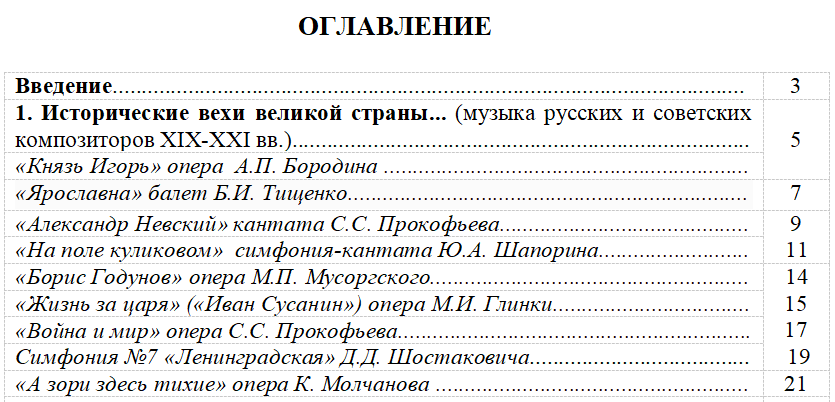 ОГЛАВЛЕНИЕ
Введение........................................................................................................ 3
1. Исторические вехи великой страны... (музыка русских и советских
композиторов XIX-XXI вв.)........................................................................... 5
«Князь Игорь» опера  А.П. Бородина .............................................................
«Ярославна» балет Б.И. Тищенко................................................................... 7
«Александр Невский» кантата С.С. Прокофьева.......................................... 9
«На поле куликовом»  симфония-кантата Ю.А. Шапорина......................... 11
«Борис Годунов» опера М.П. Мусоргского..................................................... 14
«Жизнь за царя» («Иван Сусанин») опера М.И. Глинки................................. 15
«Война и мир» опера С.С. Прокофьева........................................................... 17
Симфония №7 «Ленинградская» Д.Д. Шостаковича..................................... 19
«А зори здесь тихие» опера К. Молчанова .................................................... 21